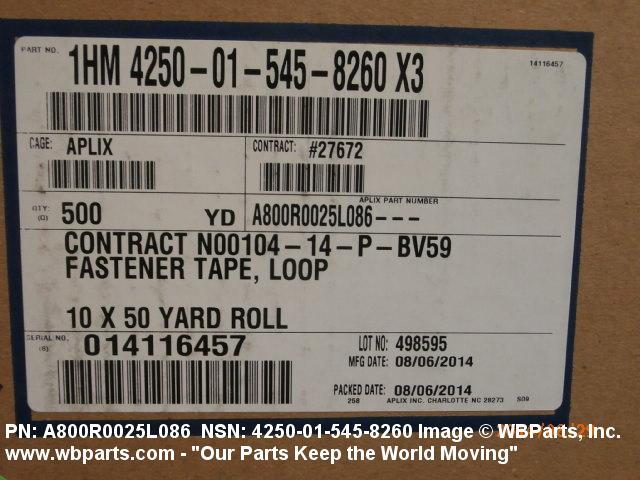 PART NO. 1HM 4250-01-545-8260 X3 14116457
CAGE: APLIX CONTRACT: #27672
QTY: (Q) 500 YD APLIX PART NUMBER A800R0025L086---
CONTRACT N00104-14-P-BV59
FASTENER TAPE, LOOP
10 X 50 YARD ROLL
SERIAL NO. (S) 014116457 LOT NO: 498595
MFG DATE: 08/06/2014
PACKED DATE: 08/06/2014
258 APLIX INC. CHARLOTTE NC 28273 S09
PN: A800R0025L086 NSN: 4250-01-545-8260 Image © WBParts, Inc.
www.wbparts.com - "Our Parts Keep the World Moving"